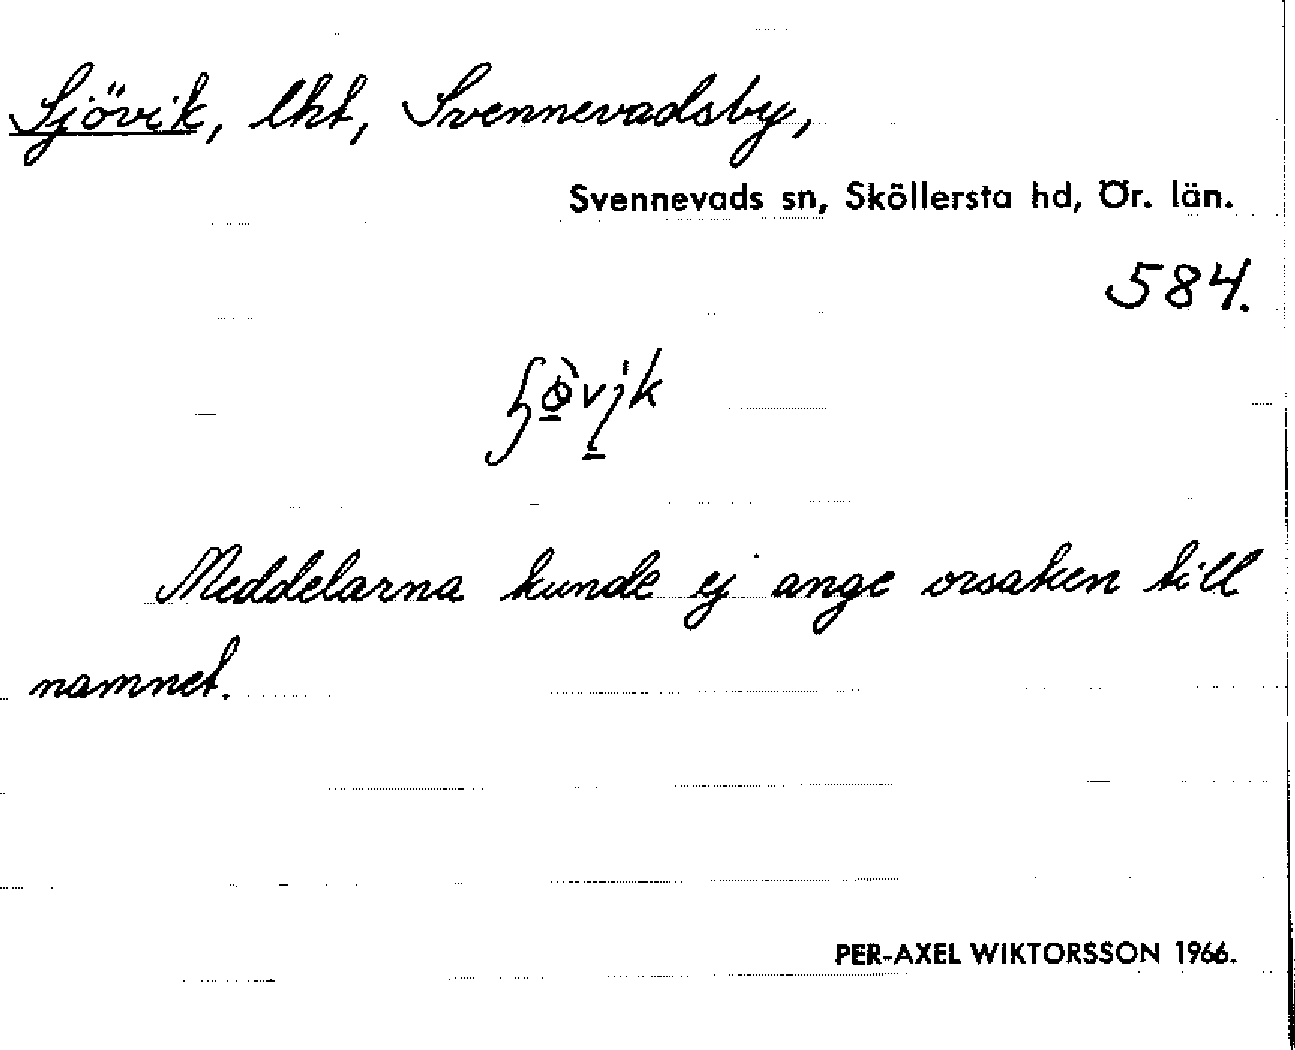 Sjövik, lht, Svennevadsby,
Svennevads sn, Sköllersta hd, Ör. län.
584.
Meddelarna kunde ej ange orsaken till
namnet.
PER-AXEL WIKTORSSON 1966.